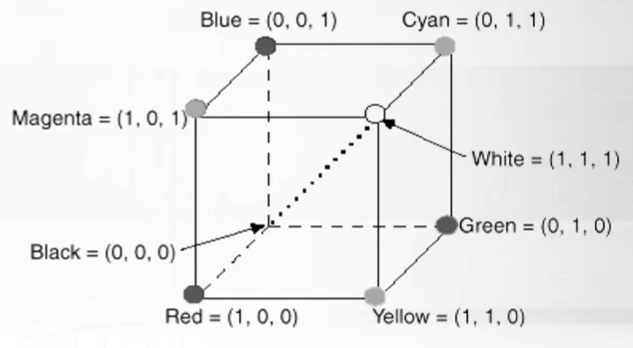 Blue = (0, 0, 1)
Cyan = (0, 1, 1)
Magenta = (1, 0, 1)
White = (1, 1, 1)
Green = (0, 1, 0)
Black = (0, 0, 0)
Red = (1, 0, 0)
Yellow = (1, 1, 0)